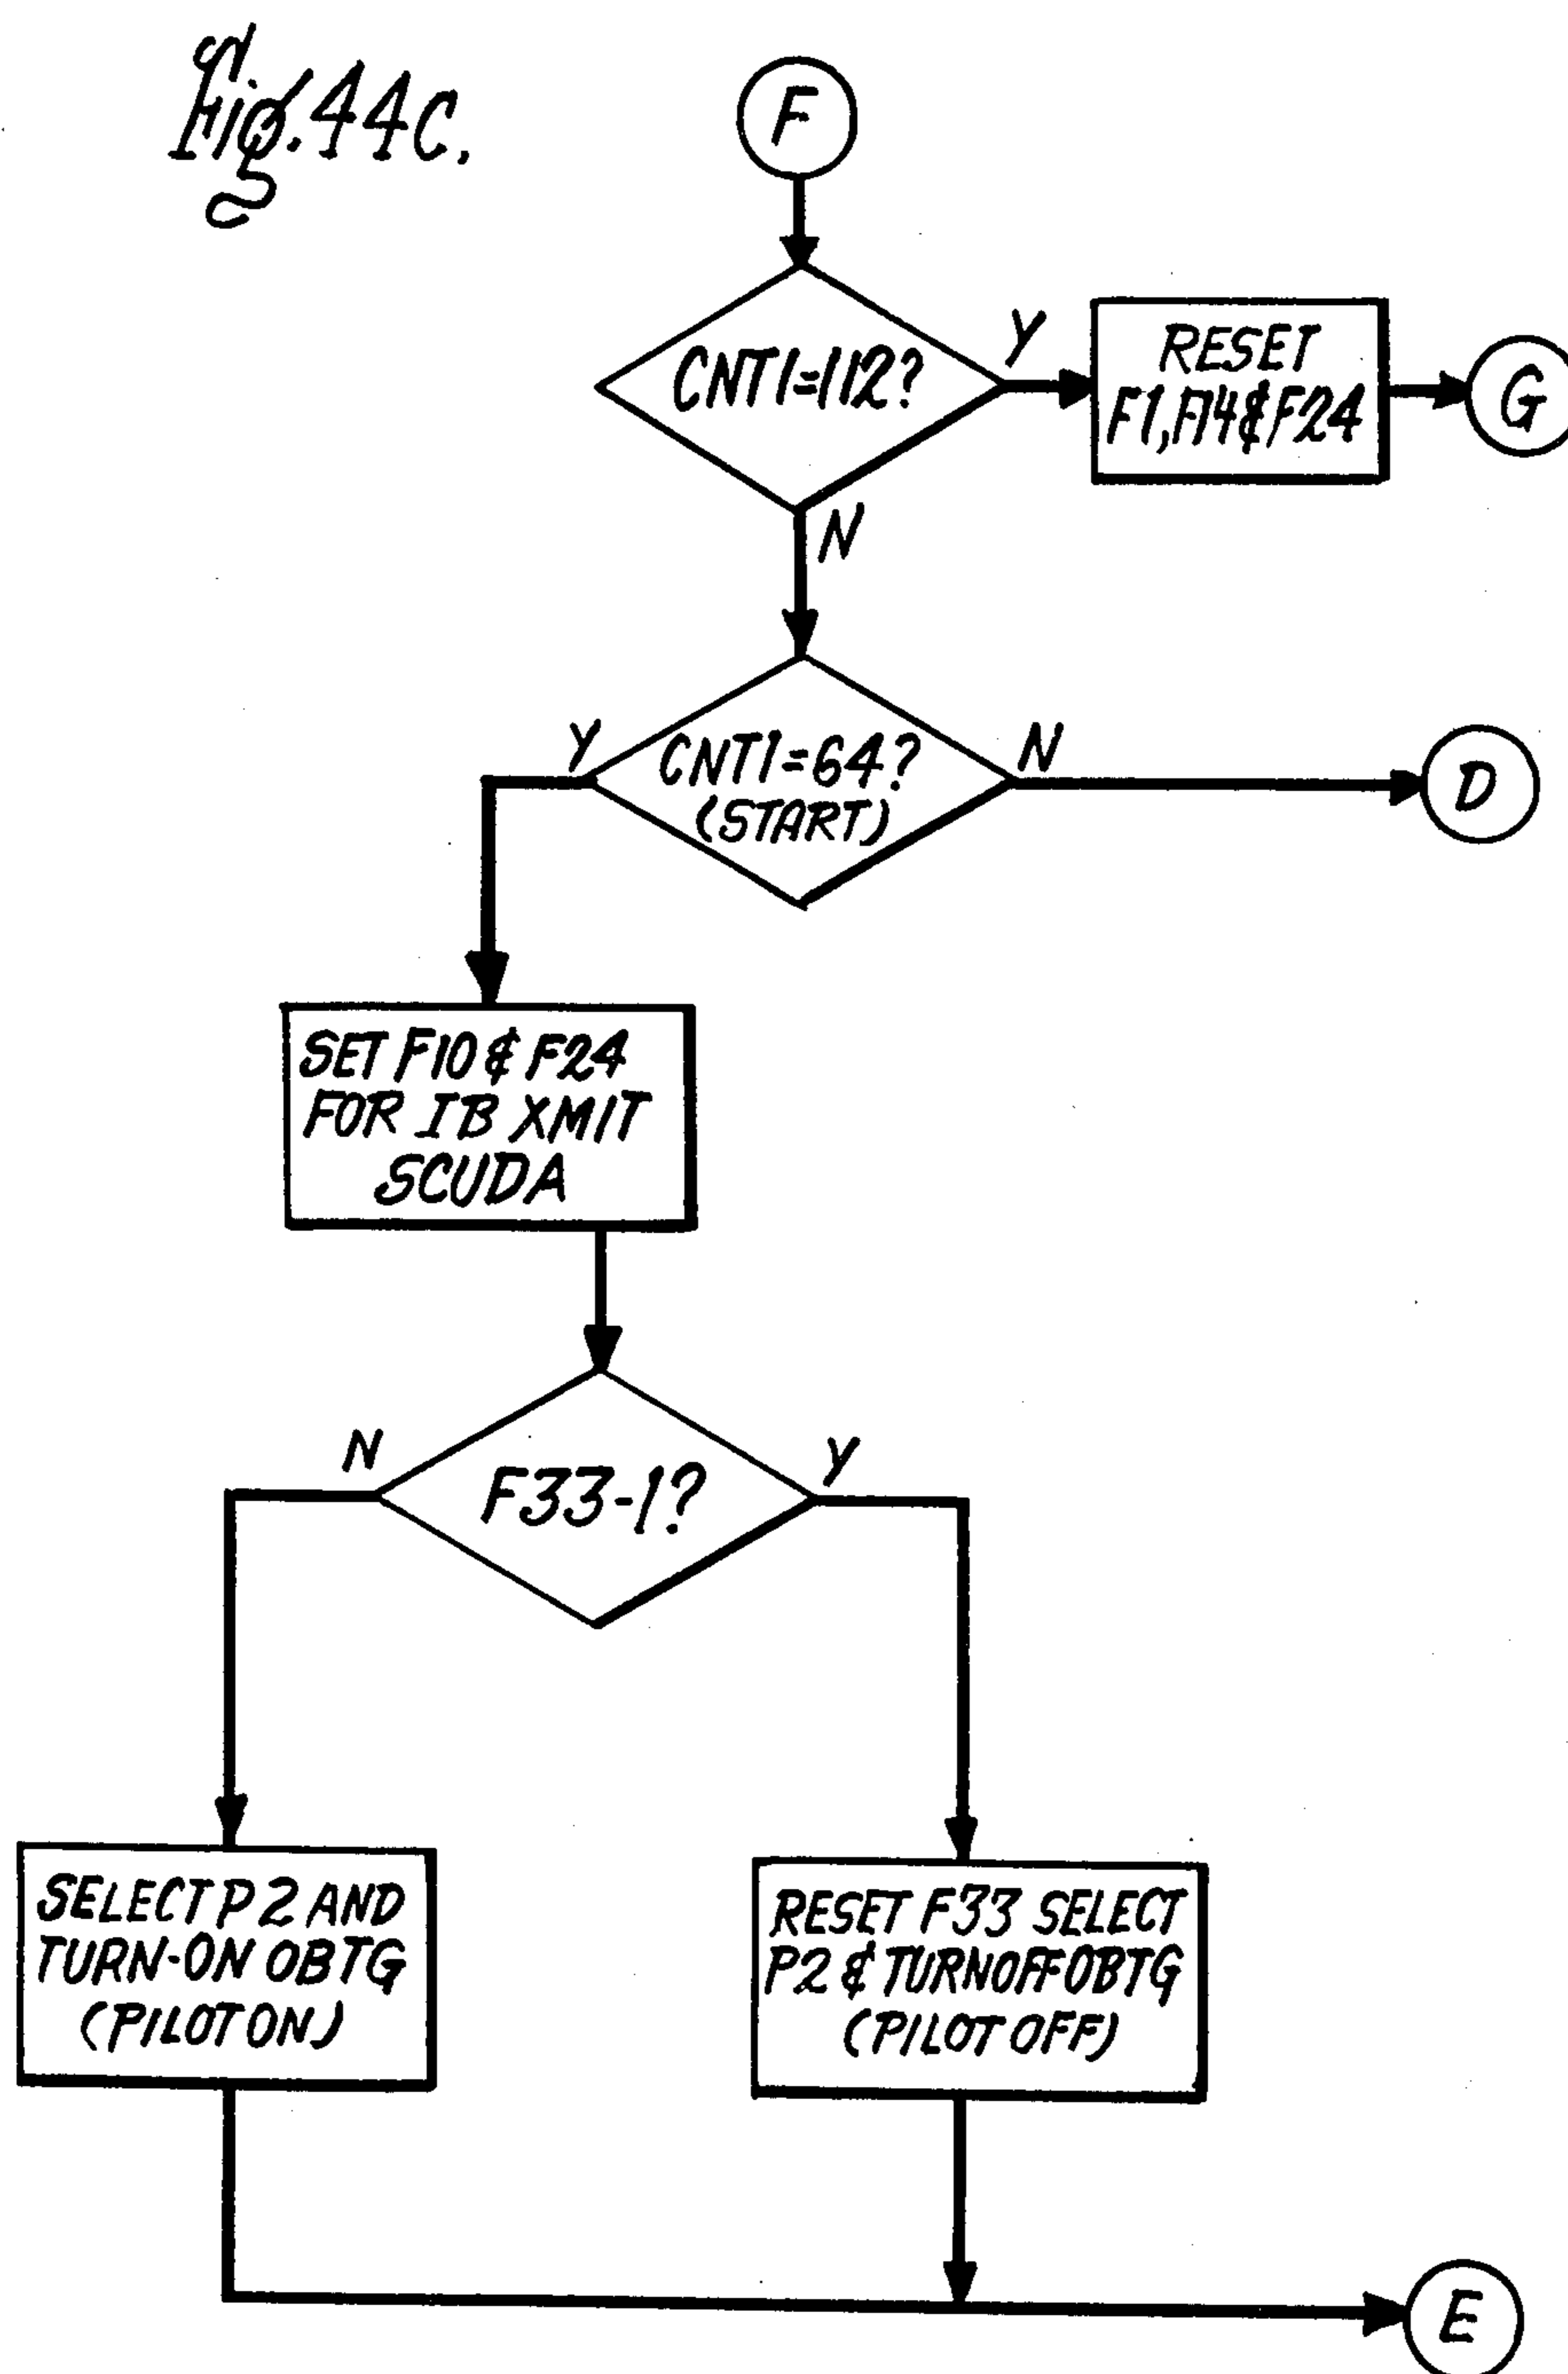 Fig. 44C.
F
CNT1=112?
Y
RESET
F1, F14 & F24
G
N
CNT1=64?
(START)
Y
N
D
SET F10 & F24
FOR IB XMIT
SCUDA
F33-1?
N
Y
SELECT P2 AND
TURN-ON OBTG
(PILOT ON)
RESET F33 SELECT
P2 & TURNOFF OBTG
(PILOT OFF)
E